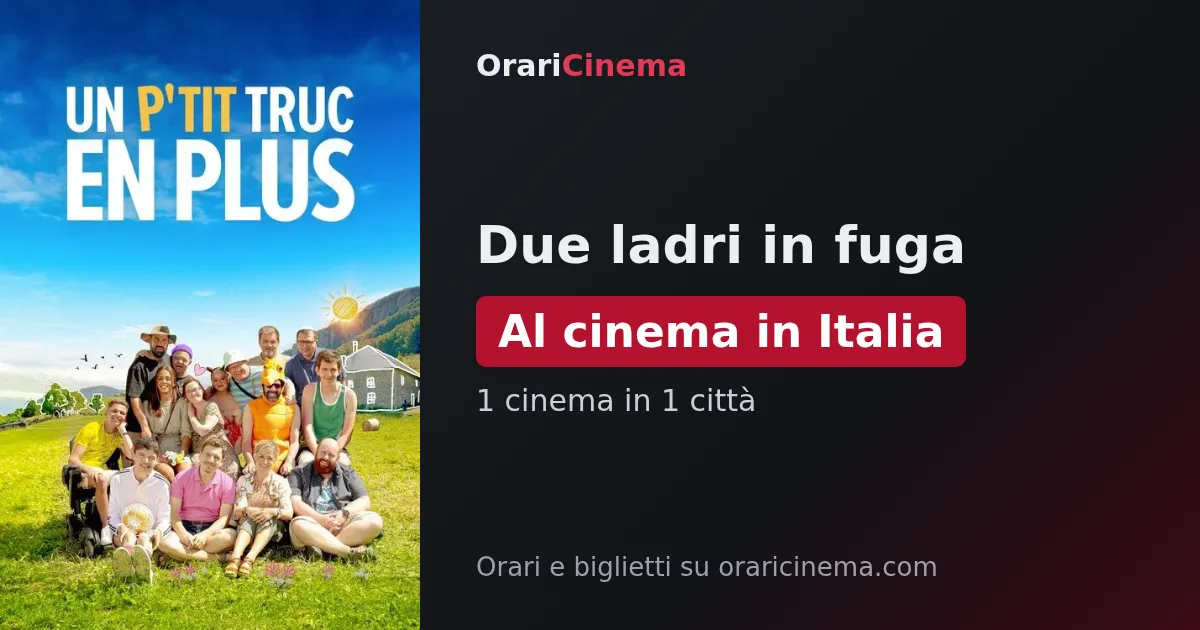 UN P'TIT TRUC
EN PLUS
OrariCinema
Due ladri in fuga
Al cinema in Italia
1 cinema in 1 città
Orari e biglietti su oraricinema.com